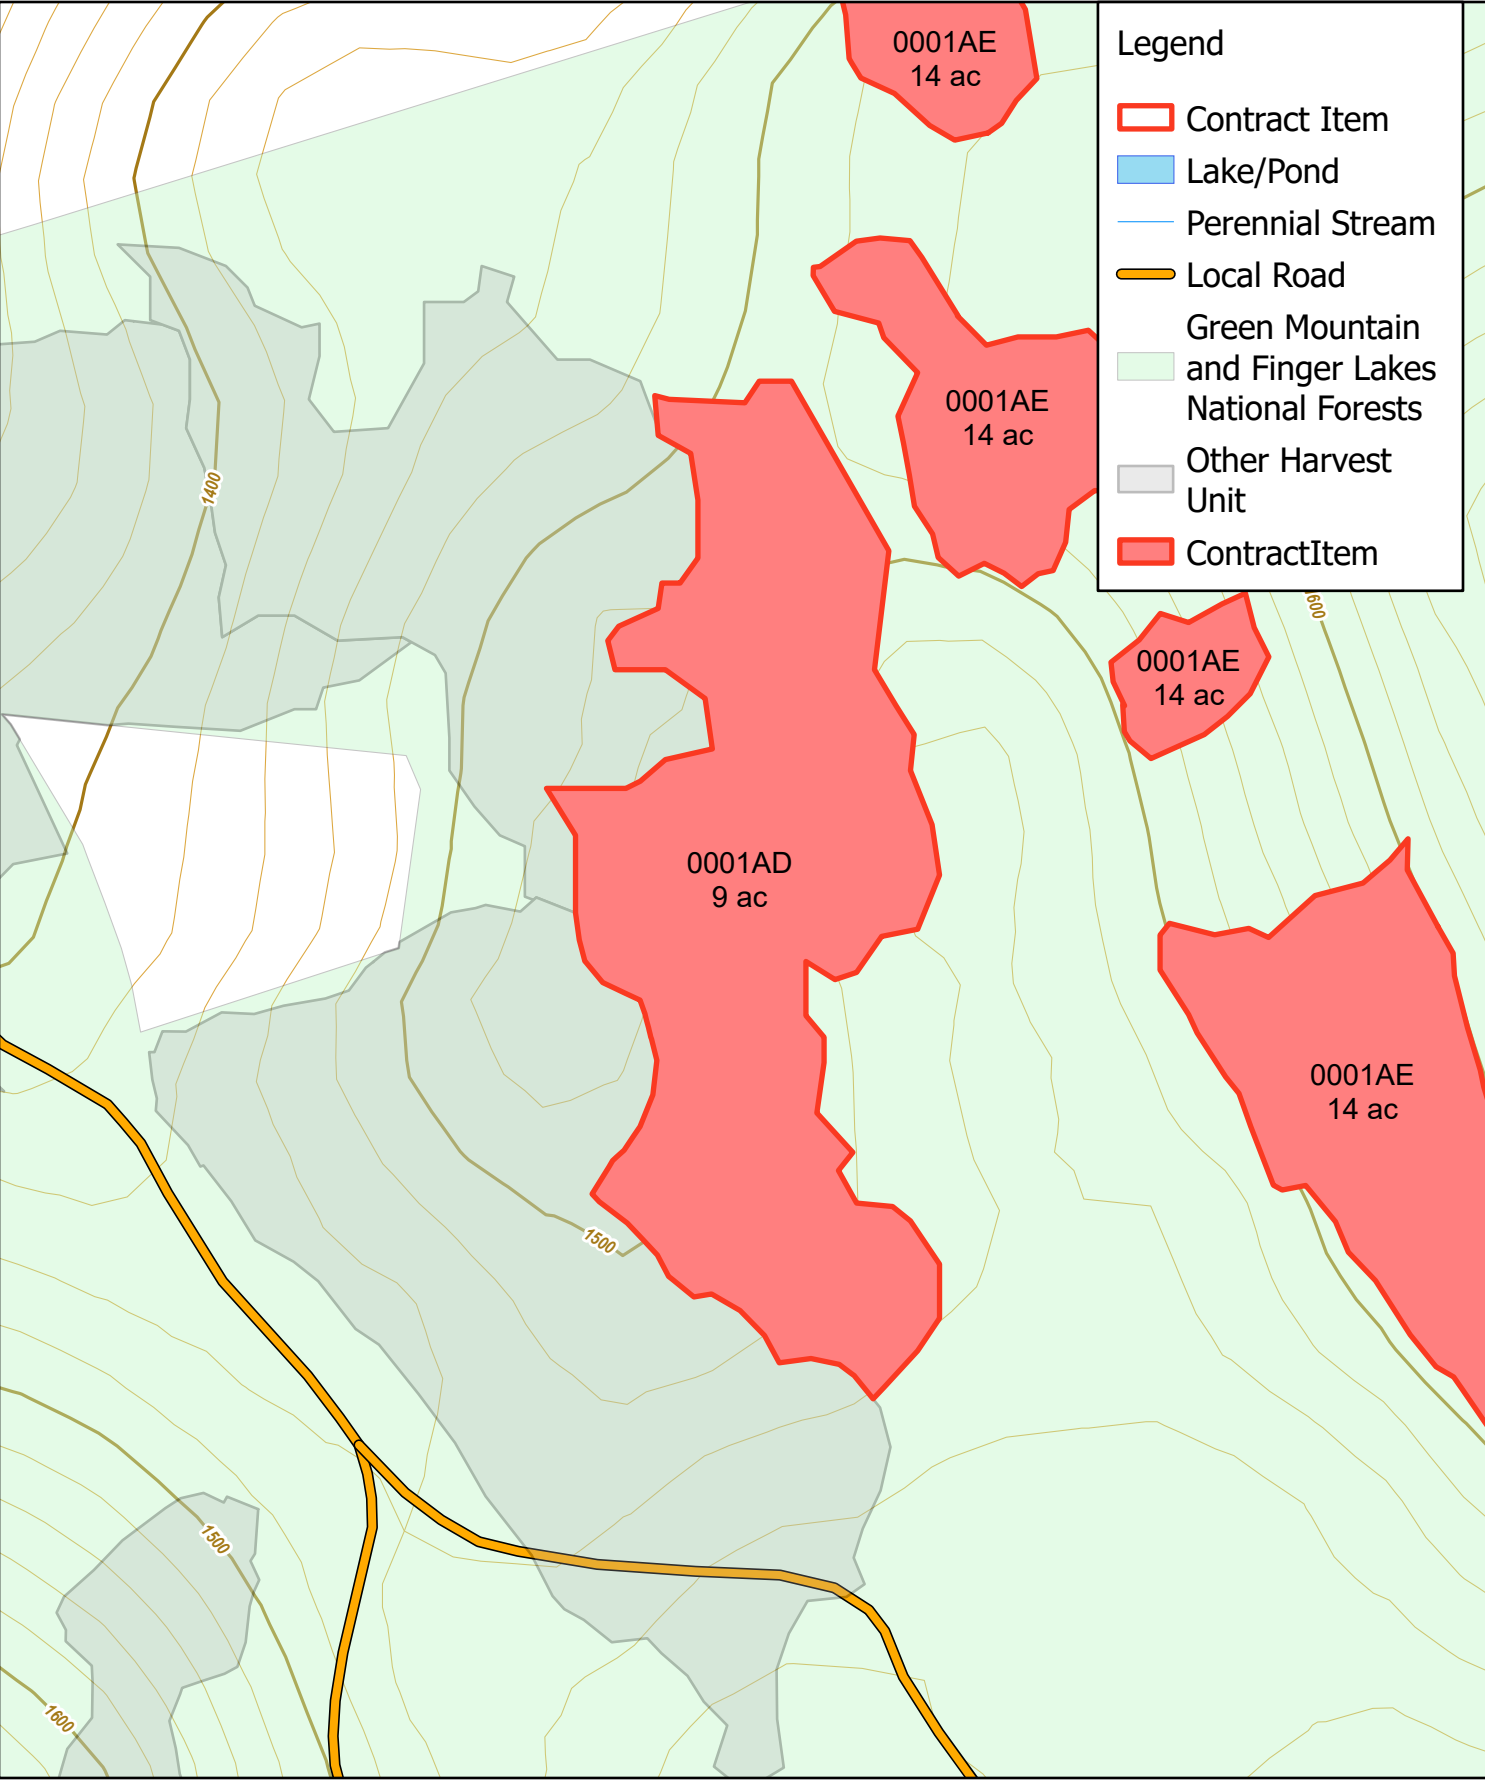 0001AE
14 ac
Legend
Contract Item
Lake/Pond
Perennial Stream
Local Road
Green Mountain
and Finger Lakes
National Forests
Other Harvest
Unit
ContractItem
0001AE
14 ac
1400
600
0001AE
14 ac
0001AD
9 ac
0001AE
14 ac
1500
1500
1600